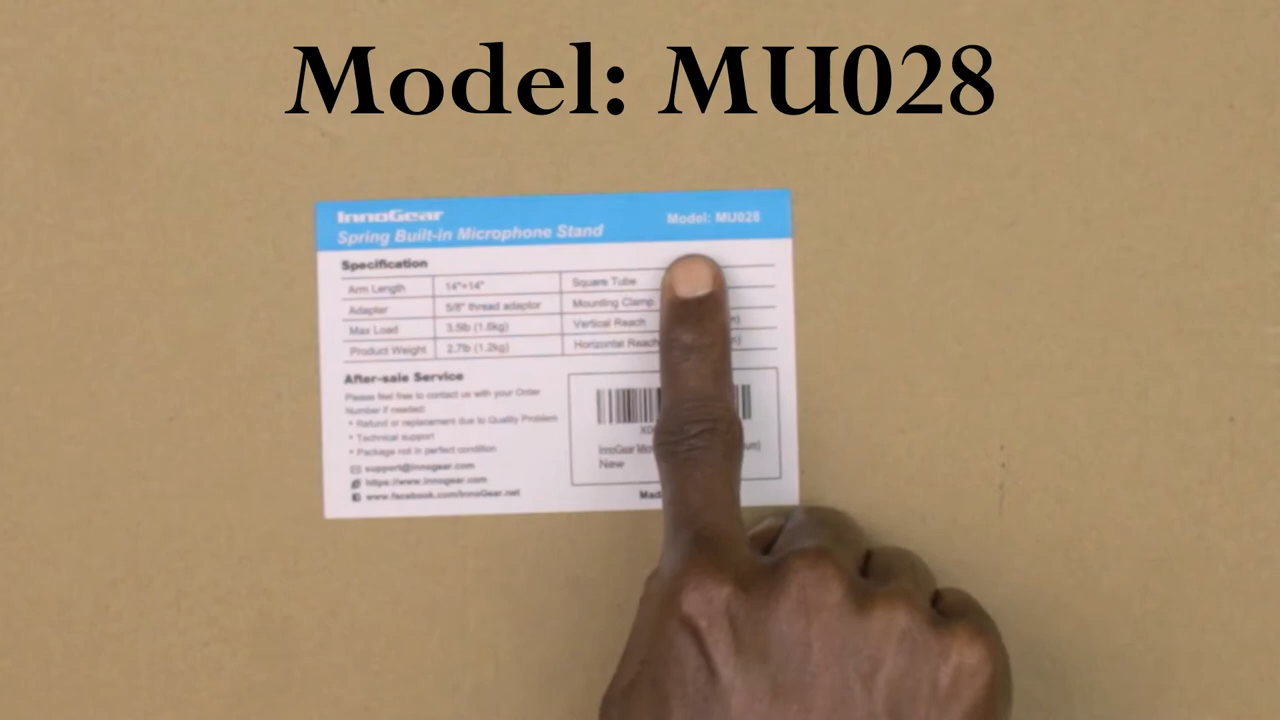 Model: MU028
InnoGear
Spring Built-in Microphone Stand
Model: MU028
Specification
Arm Length 14"+14" Square Tube
Adapter 5/8" thread adaptor Mounting Clamp
Max Load 3.5lb (1.6kg) Vertical Reach
Product Weight 2.7lb (1.2kg) Horizontal Reach
After-sale Service
Please feel free to contact us with your Order
Number if needed:
• Refund or replacement due to Quality Problem
• Technical support
• Package not in perfect condition
support@innogear.com
https://www.innogear.com
www.facebook.com/InnoGear.net
InnoGear
New